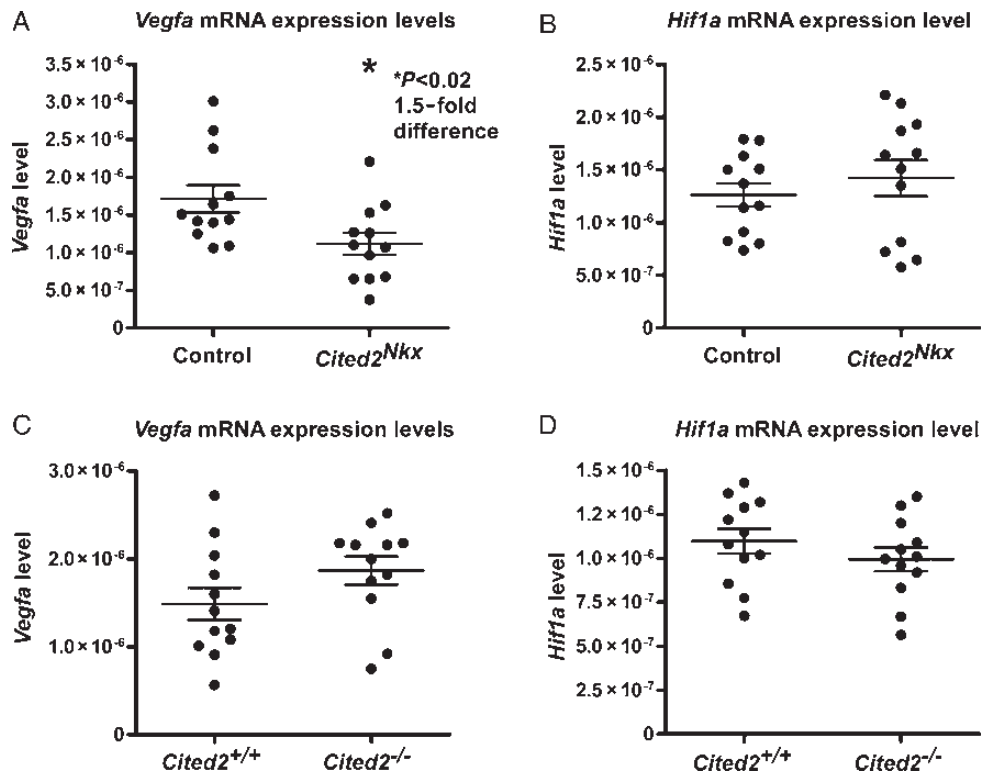 A
Vegfa mRNA expression levels
3.5 × 10⁻⁶
3.0 × 10⁻⁶
2.5 × 10⁻⁶
2.0 × 10⁻⁶
1.5 × 10⁻⁶
1.0 × 10⁻⁶
5.0 × 10⁻⁷
0
Vegfa level
*
*P<0.02
1.5-fold
difference
Control
Cited2ᴺᵏˣ
B
Hif1a mRNA expression level
2.5 × 10⁻⁶
2.0 × 10⁻⁶
1.5 × 10⁻⁶
1.0 × 10⁻⁶
5.0 × 10⁻⁷
0
Hif1a level
Control
Cited2ᴺᵏˣ
C
Vegfa mRNA expression levels
3.0 × 10⁻⁶
2.0 × 10⁻⁶
1.0 × 10⁻⁶
0
Vegfa level
Cited2⁺/⁺
Cited2⁻/⁻
D
Hif1a mRNA expression level
1.5 × 10⁻⁶
1.2 × 10⁻⁶
1.0 × 10⁻⁶
7.5 × 10⁻⁷
5.0 × 10⁻⁷
2.5 × 10⁻⁷
0
Hif1a level
Cited2⁺/⁺
Cited2⁻/⁻